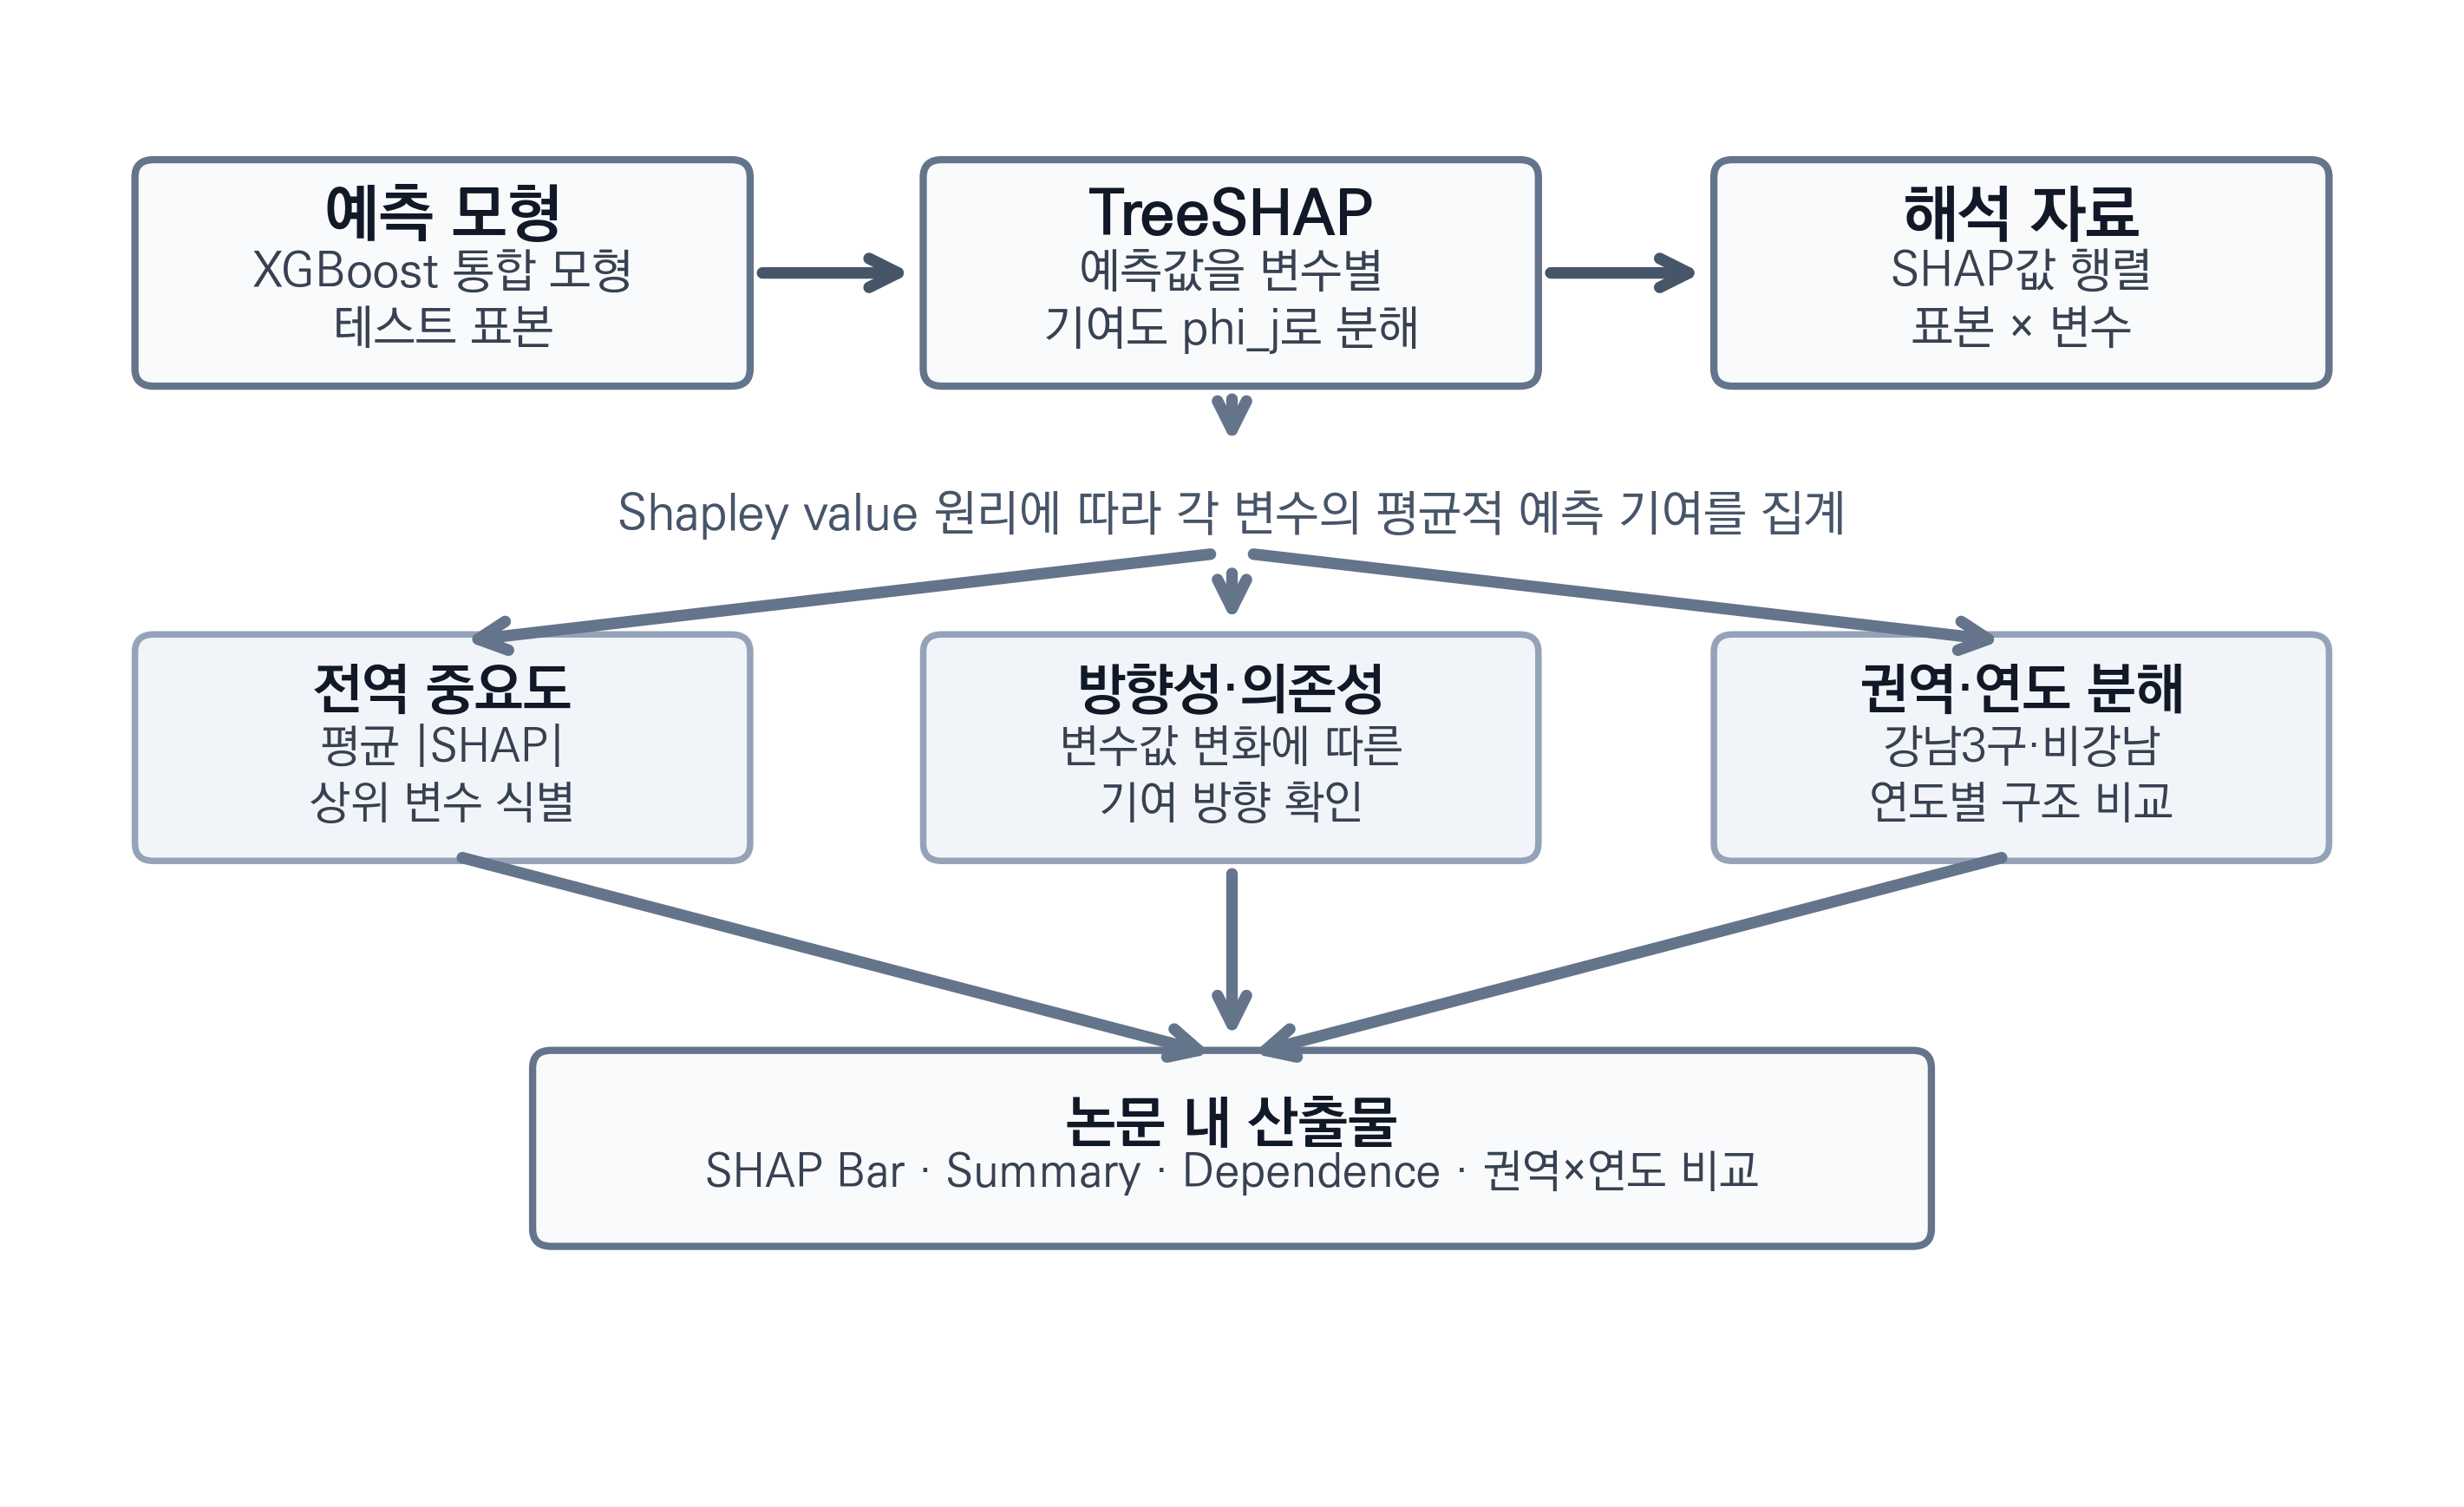 예측 모형
XGBoost 통합 모형
테스트 표본
TreeSHAP
예측값을 변수별
기여도 phi_j로 분해
해석 자료
SHAP값 행렬
표본 × 변수
Shapley value 원리에 따라 각 변수의 평균적 예측 기여를 집계
전역 중요도
평균 |SHAP|
상위 변수 식별
방향성·의존성
변수값 변화에 따른
기여 방향 확인
권역·연도 분해
강남3구·비강남
연도별 구조 비교
논문 내 산출물
SHAP Bar · Summary · Dependence · 권역×연도 비교